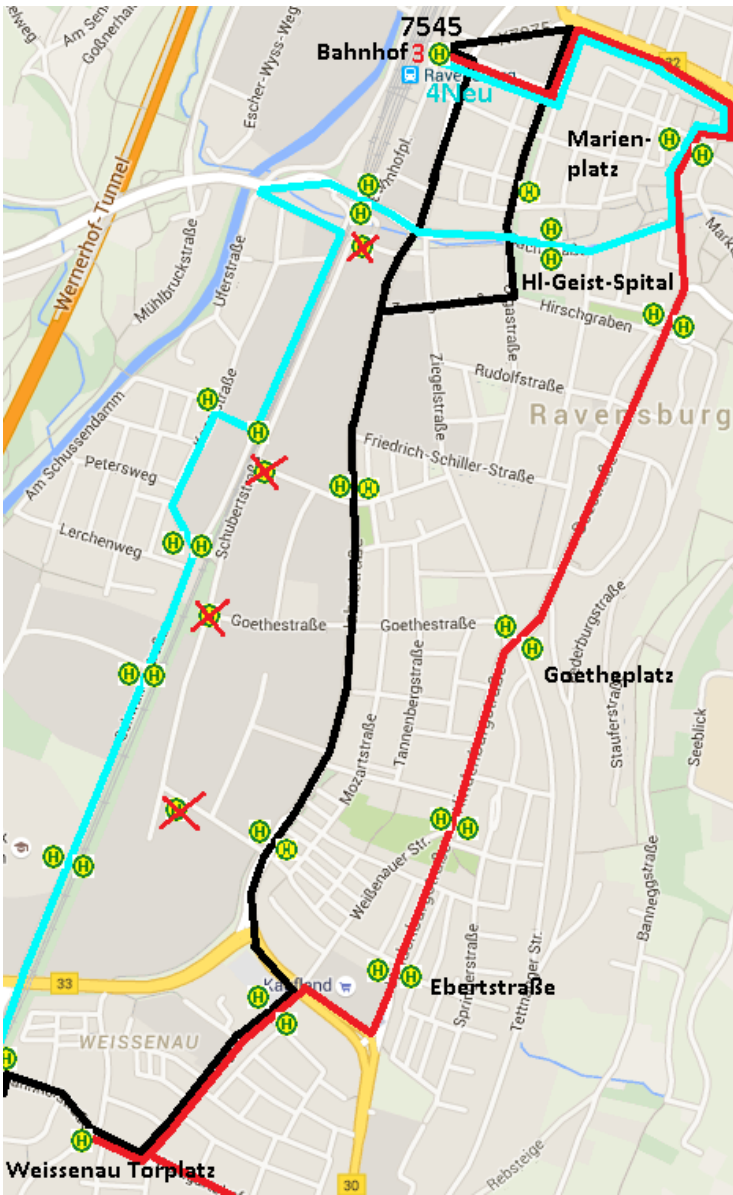 7545
Bahnhof 3
4Neu
32
Escher-Wyss-Weg
Wernerhof-Tunnel
Mühlbruckstraße
Uferstraße
Marien-
platz
Hl-Geist-Spital
Hirschgraben
Rudolfstraße
Ziegelstraße
Ravensburg
Am Schussendamm
Friedrich-Schiller-Straße
Petersweg
Schubertstraße
Lerchenweg
Goethestraße
Goethestraße
Goetheplatz
Tannenbergstraße
Stauferstraße
Seeblick
Mozartstraße
Weißenauer Str.
Banneggstraße
Tettnanger Str.
Ebertstraße
33
WEISSENAU
Weissenau Torplatz
30
Rebsteige